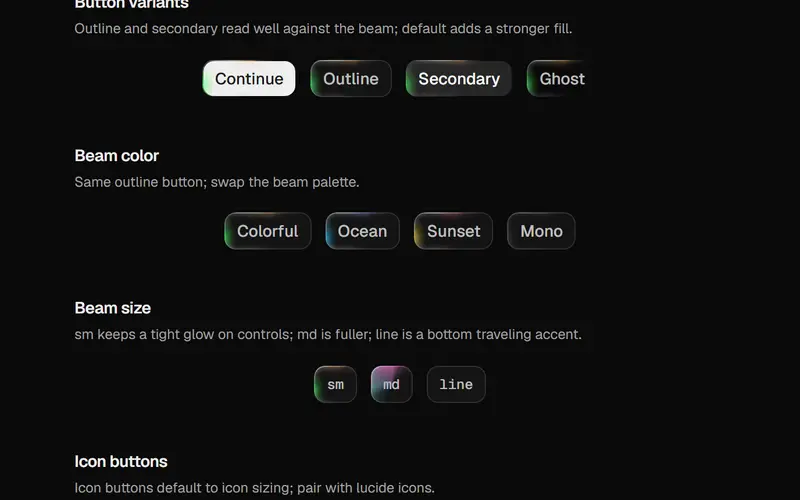 Button variants
Outline and secondary read well against the beam; default adds a stronger fill.
Continue Outline Secondary Ghost
Beam color
Same outline button; swap the beam palette.
Colorful Ocean Sunset Mono
Beam size
sm keeps a tight glow on controls; md is fuller; line is a bottom traveling accent.
sm md line
Icon buttons
Icon buttons default to icon sizing; pair with lucide icons.